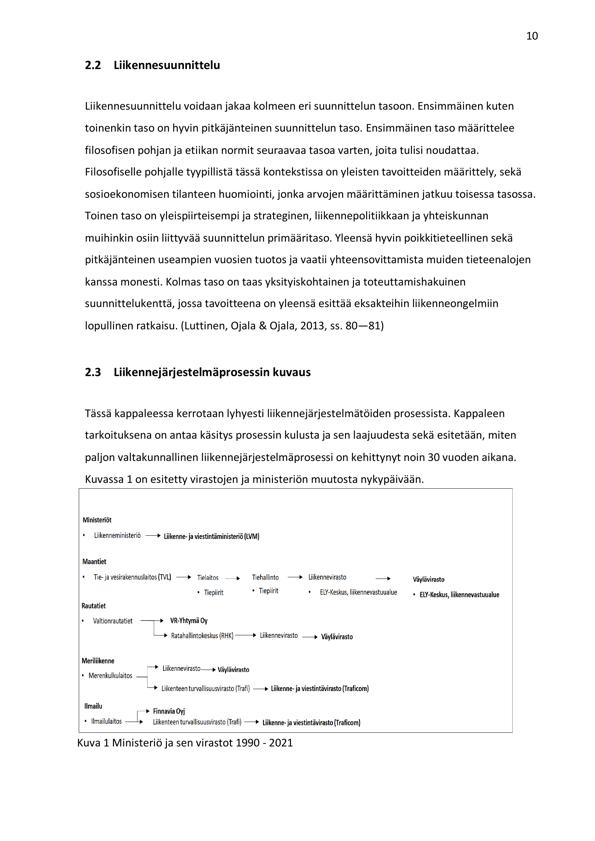 10
2.2 Liikennesuunnittelu
Liikennesuunnittelu voidaan jakaa kolmeen eri suunnittelun tasoon. Ensimmäinen kuten
toinenkin taso on hyvin pitkäjänteinen suunnittelun taso. Ensimmäinen taso määrittelee
filosofisen pohjan ja etiikan normit seuraavaa tasoa varten, joita tulisi noudattaa.
Filosofiselle pohjalle tyypillistä tässä kontekstissa on yleisten tavoitteiden määrittely, sekä
sosioekonomisen tilanteen huomiointi, jonka arvojen määrittäminen jatkuu toisessa tasossa.
Toinen taso on yleispiirteisempi ja strateginen, liikennepolitiikkaan ja yhteiskunnan
muihinkin osiin liittyvää suunnittelun primääritaso. Yleensä hyvin poikkitieteellinen sekä
pitkäjänteinen useampien vuosien tuotos ja vaatii yhteensovittamista muiden tieteenalojen
kanssa monesti. Kolmas taso on taas yksityiskohtainen ja toteuttamishakuinen
suunnittelukenttä, jossa tavoitteena on yleensä esittää eksakteihin liikenneongelmiin
lopullinen ratkaisu. (Luttinen, Ojala & Ojala, 2013, ss. 80—81)
2.3 Liikennejärjestelmäprosessin kuvaus
Tässä kappaleessa kerrotaan lyhyesti liikennejärjestelmätöiden prosessista. Kappaleen
tarkoituksena on antaa käsitys prosessin kulusta ja sen laajuudesta sekä esitetään, miten
paljon valtakunnallinen liikennejärjestelmäprosessi on kehittynyt noin 30 vuoden aikana.
Kuvassa 1 on esitetty virastojen ja ministeriön muutosta nykypäivään.
Ministeriöt
• Liikenneministeriö → Liikenne- ja viestintäministeriö (LVM)
Maantiet
• Tie- ja vesirakennuslaitos (TVL) → Tielaitos → Tiehallinto → Liikennevirasto → Väylävirasto
• Tiepiirit • Tiepiirit • ELY-Keskus, liikennevastuualue • ELY-Keskus, liikennevastuualue
Rautatiet
• Valtionrautatiet → VR-Yhtymä Oy
→ Ratahallintokeskus (RHK) → Liikennevirasto → Väylävirasto
Meriliikenne
→ Liikennevirasto → Väylävirasto
• Merenkulkulaitos
→ Liikenteen turvallisuusvirasto (Trafi) → Liikenne- ja viestintävirasto (Traficom)
Ilmailu
→ Finnavia Oyj
• Ilmailulaitos → Liikenteen turvallisuusvirasto (Trafi) → Liikenne- ja viestintävirasto (Traficom)
Kuva 1 Ministeriö ja sen virastot 1990 - 2021